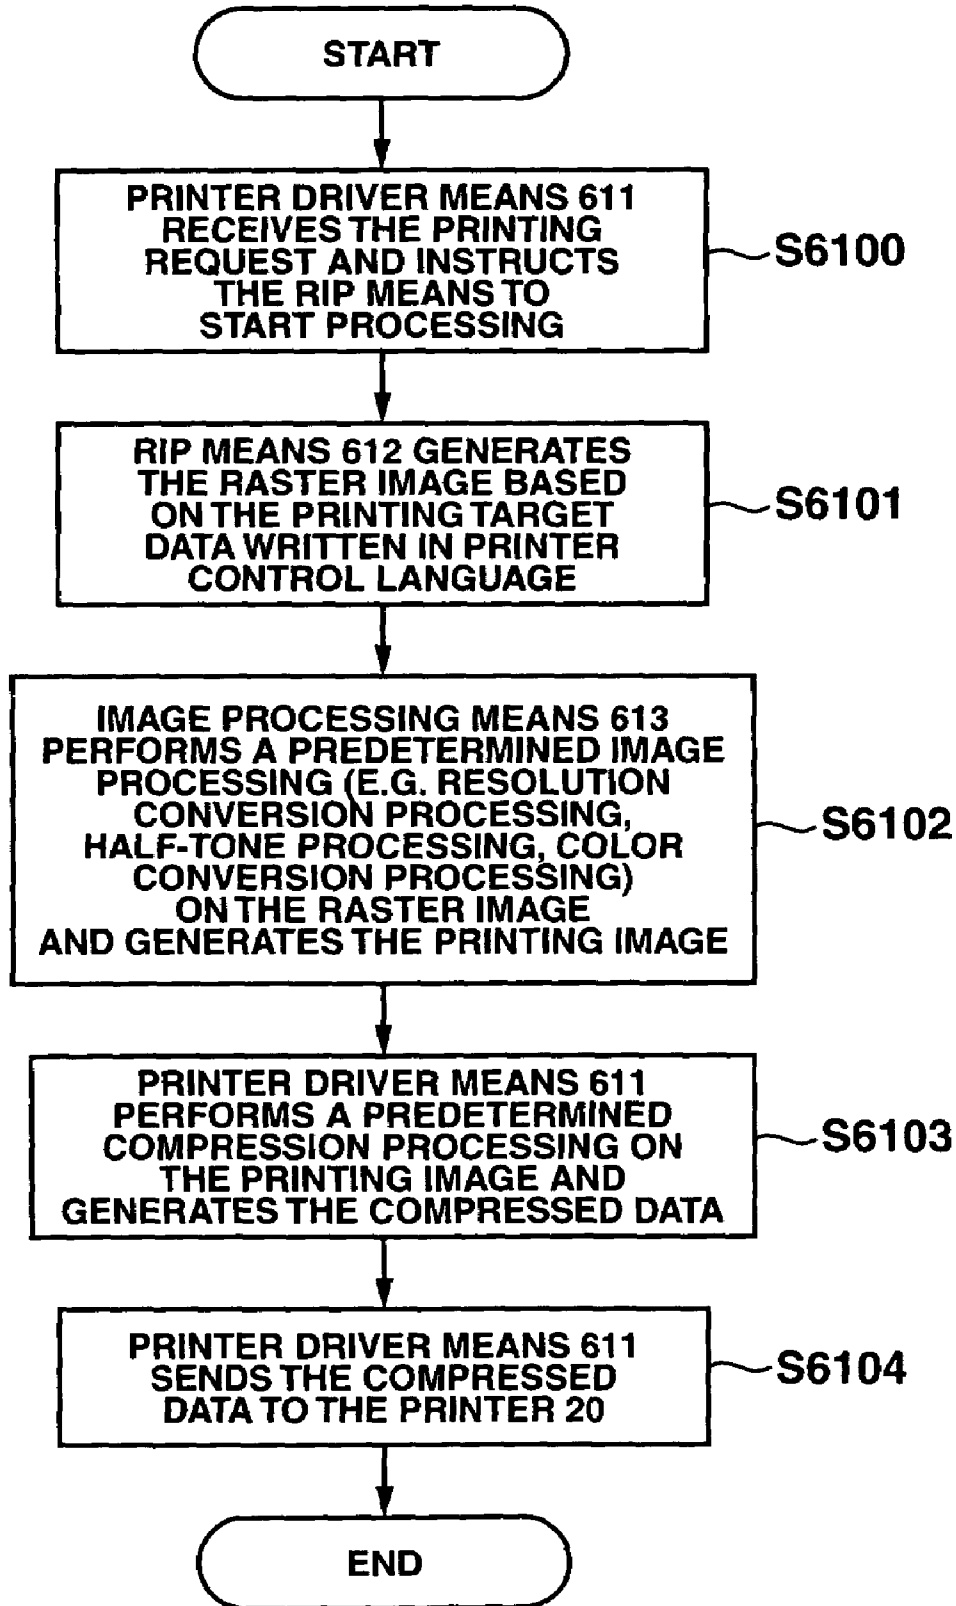 START
PRINTER DRIVER MEANS 611
RECEIVES THE PRINTING
REQUEST AND INSTRUCTS
THE RIP MEANS TO
START PROCESSING
S6100
RIP MEANS 612 GENERATES
THE RASTER IMAGE BASED
ON THE PRINTING TARGET
DATA WRITTEN IN PRINTER
CONTROL LANGUAGE
S6101
IMAGE PROCESSING MEANS 613
PERFORMS A PREDETERMINED IMAGE
PROCESSING (E.G. RESOLUTION
CONVERSION PROCESSING,
HALF-TONE PROCESSING, COLOR
CONVERSION PROCESSING)
ON THE RASTER IMAGE
AND GENERATES THE PRINTING IMAGE
S6102
PRINTER DRIVER MEANS 611
PERFORMS A PREDETERMINED
COMPRESSION PROCESSING ON
THE PRINTING IMAGE AND
GENERATES THE COMPRESSED DATA
S6103
PRINTER DRIVER MEANS 611
SENDS THE COMPRESSED
DATA TO THE PRINTER 20
S6104
END